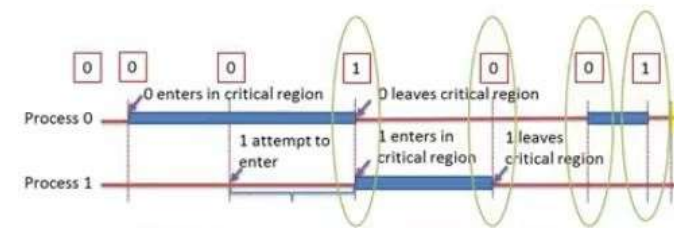 0 0 0 1 0 0 1
0 enters in critical region
0 leaves critical region
Process 0
1 attempt to
enter
1 enters in
critical region
1 leaves
critical region
Process 1